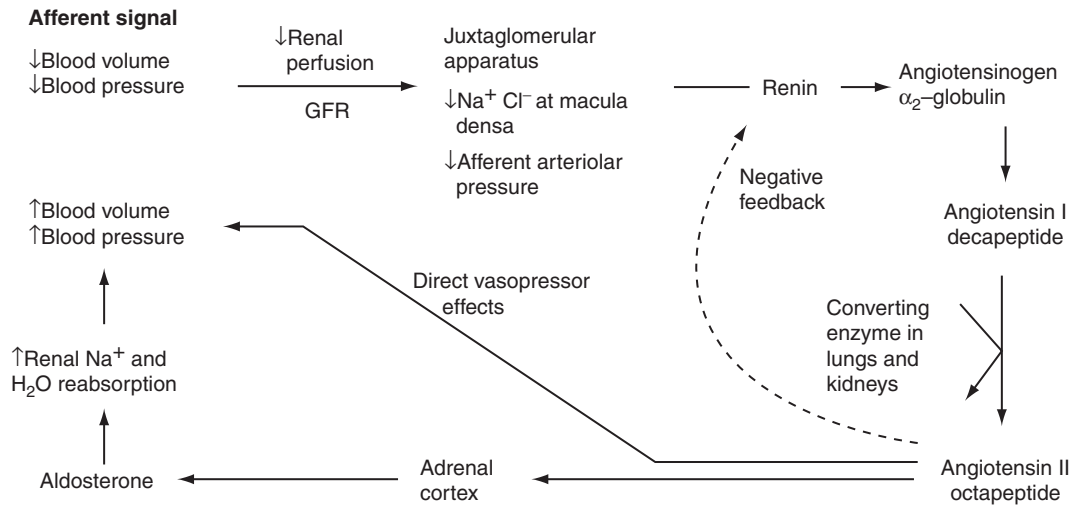 Afferent signal
↓Blood volume
↓Blood pressure
↓Renal
perfusion
GFR
Juxtaglomerular
apparatus
↓Na⁺ Cl⁻ at macula
densa
↓Afferent arteriolar
pressure
Renin
Angiotensinogen
α₂–globulin
Negative
feedback
Angiotensin I
decapeptide
Converting
enzyme in
lungs and
kidneys
Angiotensin II
octapeptide
Direct vasopressor
effects
Adrenal
cortex
Aldosterone
↑Renal Na⁺ and
H₂O reabsorption
↑Blood volume
↑Blood pressure